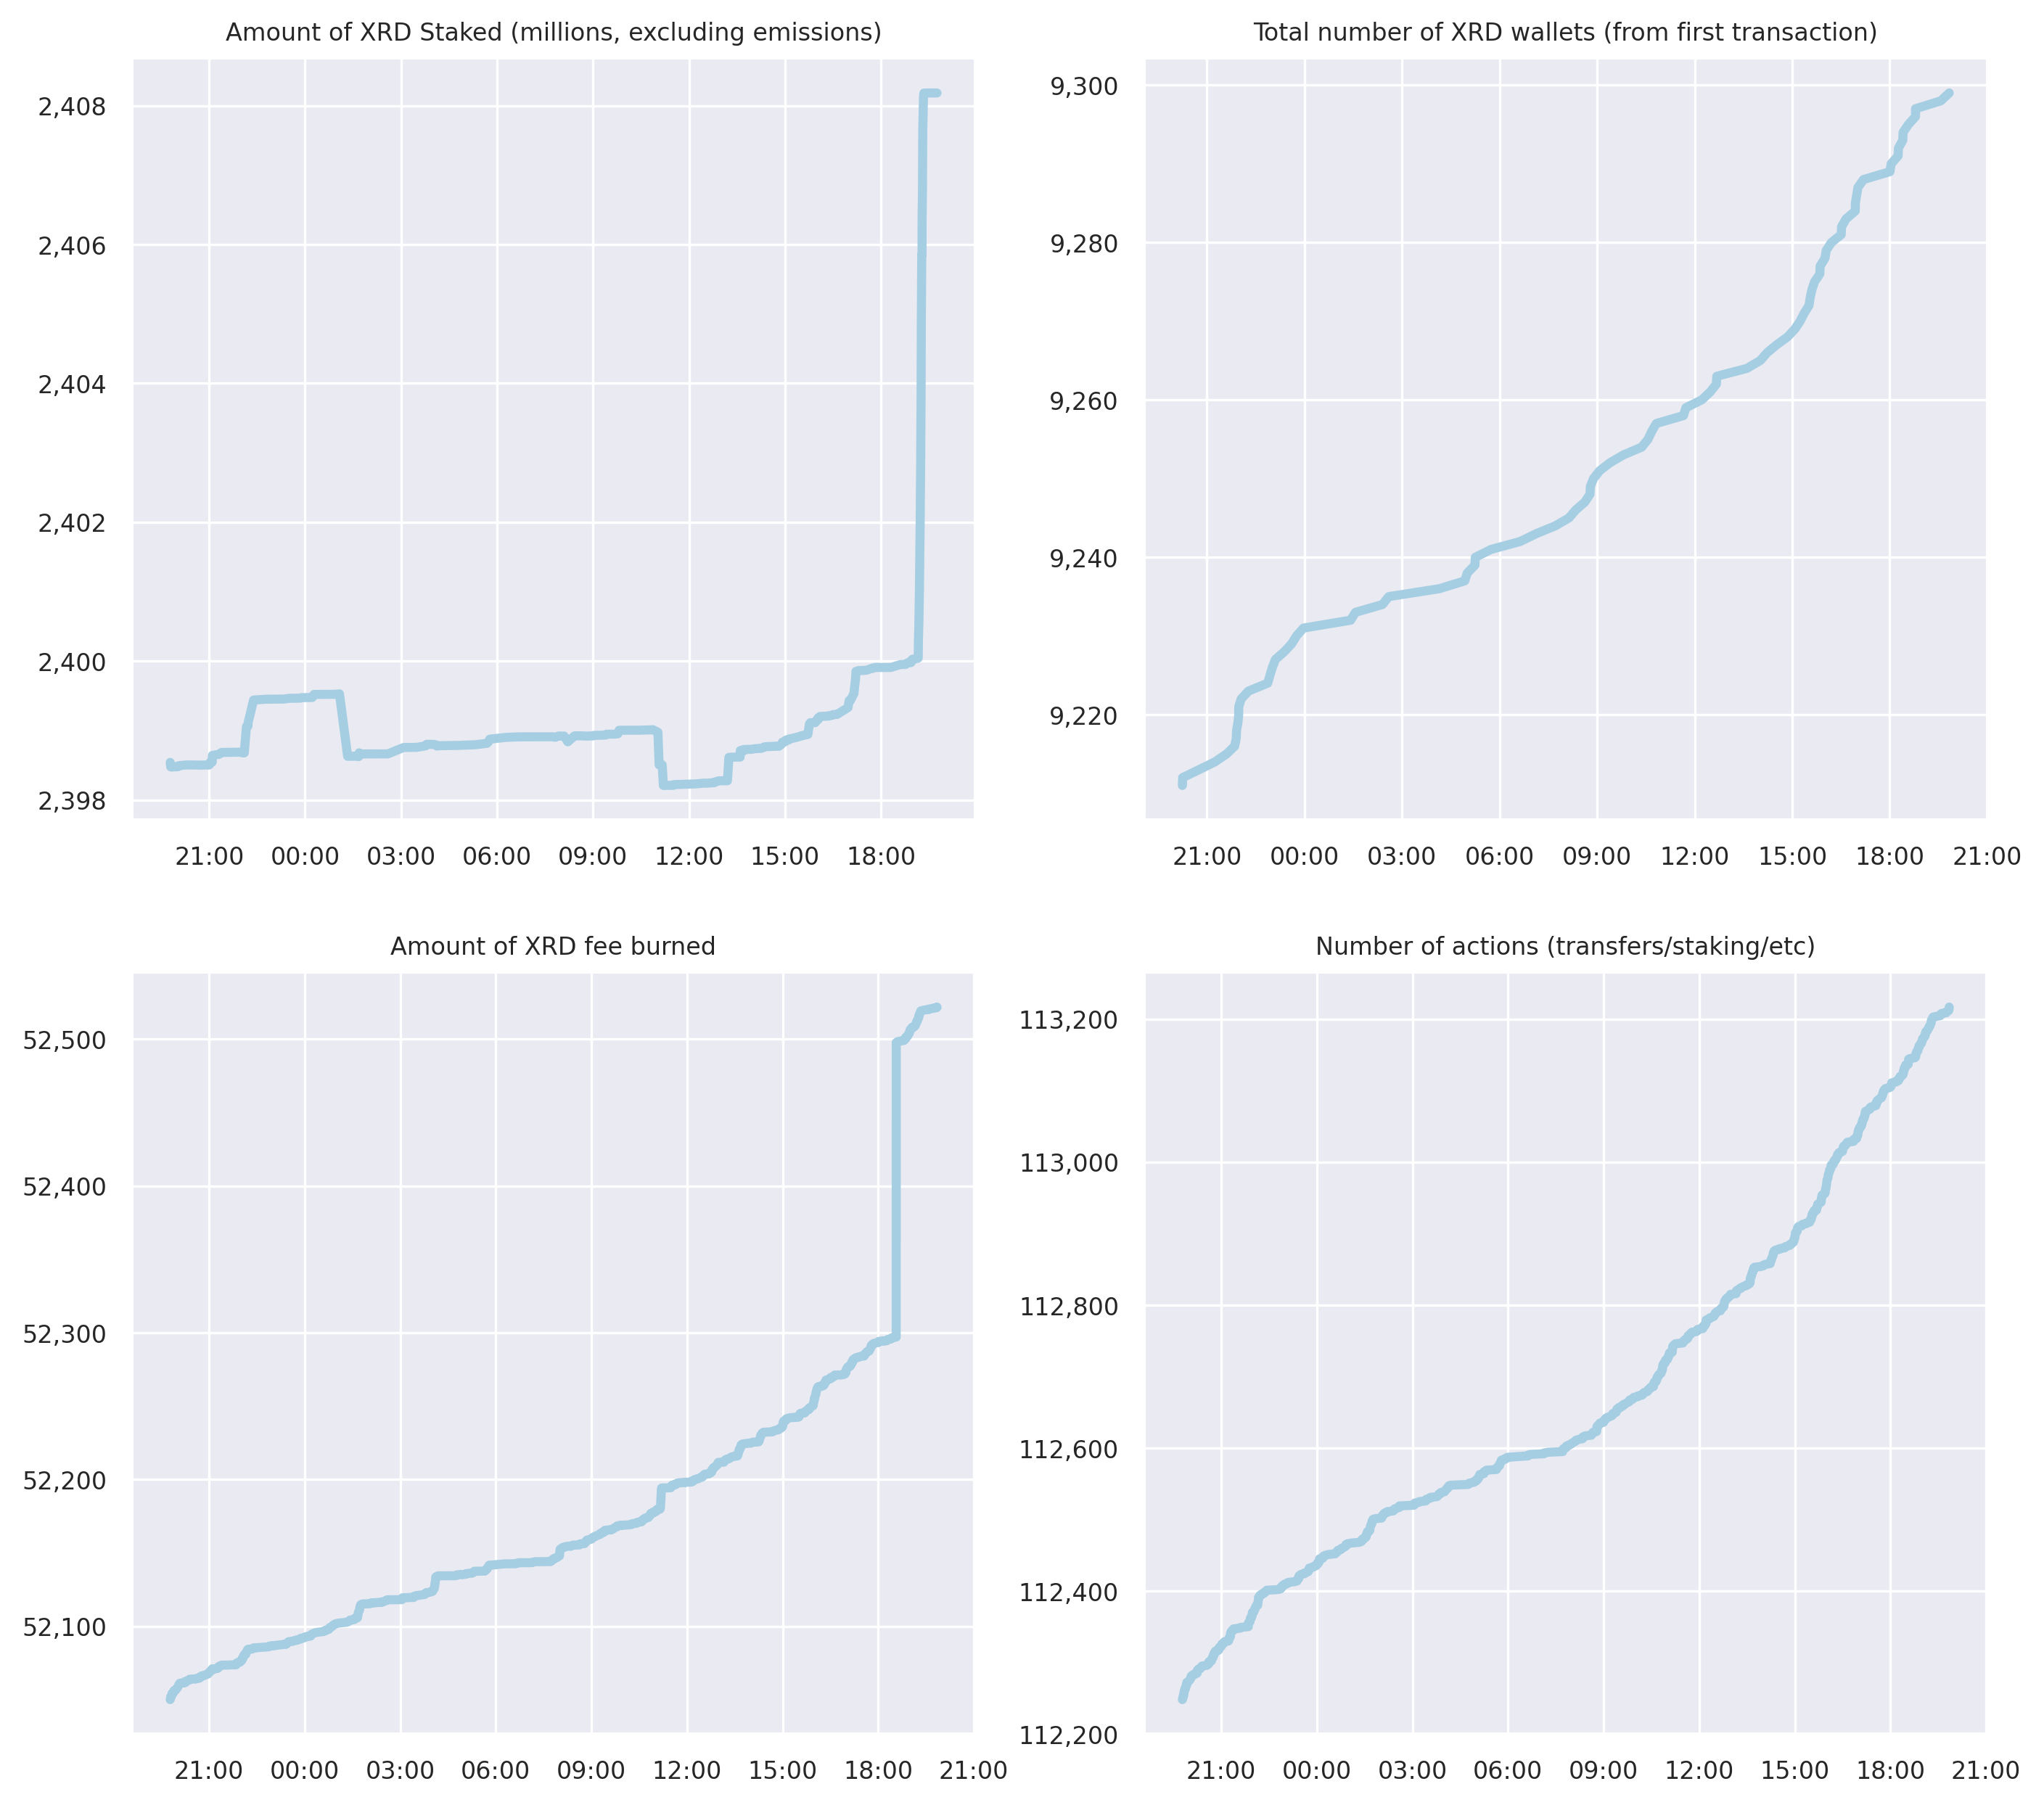 Amount of XRD Staked (millions, excluding emissions)
2,408
2,406
2,404
2,402
2,400
2,398
21:00 00:00 03:00 06:00 09:00 12:00 15:00 18:00
Total number of XRD wallets (from first transaction)
9,300
9,280
9,260
9,240
9,220
21:00 00:00 03:00 06:00 09:00 12:00 15:00 18:00 21:00
Amount of XRD fee burned
52,500
52,400
52,300
52,200
52,100
21:00 00:00 03:00 06:00 09:00 12:00 15:00 18:00 21:00
Number of actions (transfers/staking/etc)
113,200
113,000
112,800
112,600
112,400
112,200
21:00 00:00 03:00 06:00 09:00 12:00 15:00 18:00 21:00